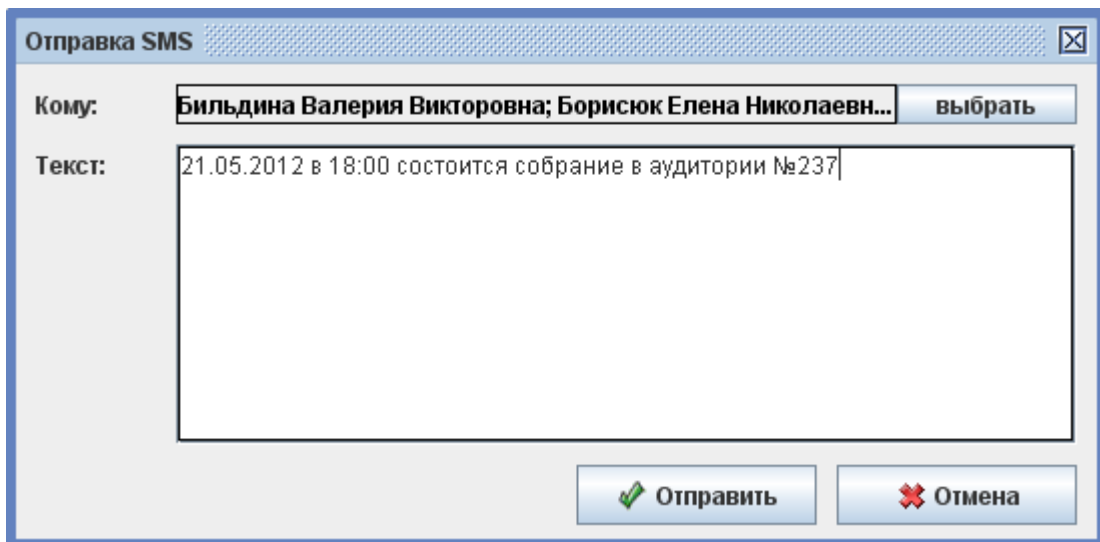 Отправка SMS
Кому: Бильдина Валерия Викторовна; Борисюк Елена Николаевн... выбрать
Текст: 21.05.2012 в 18:00 состоится собрание в аудитории №237
Отправить Отмена